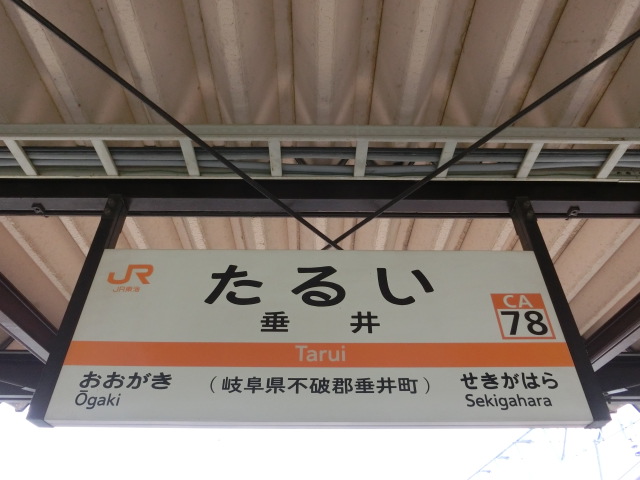 JR
JR東海
たるい
垂井
CA
78
Tarui
おおがき
Ōgaki
（岐阜県不破郡垂井町）
せきがはら
Sekigahara